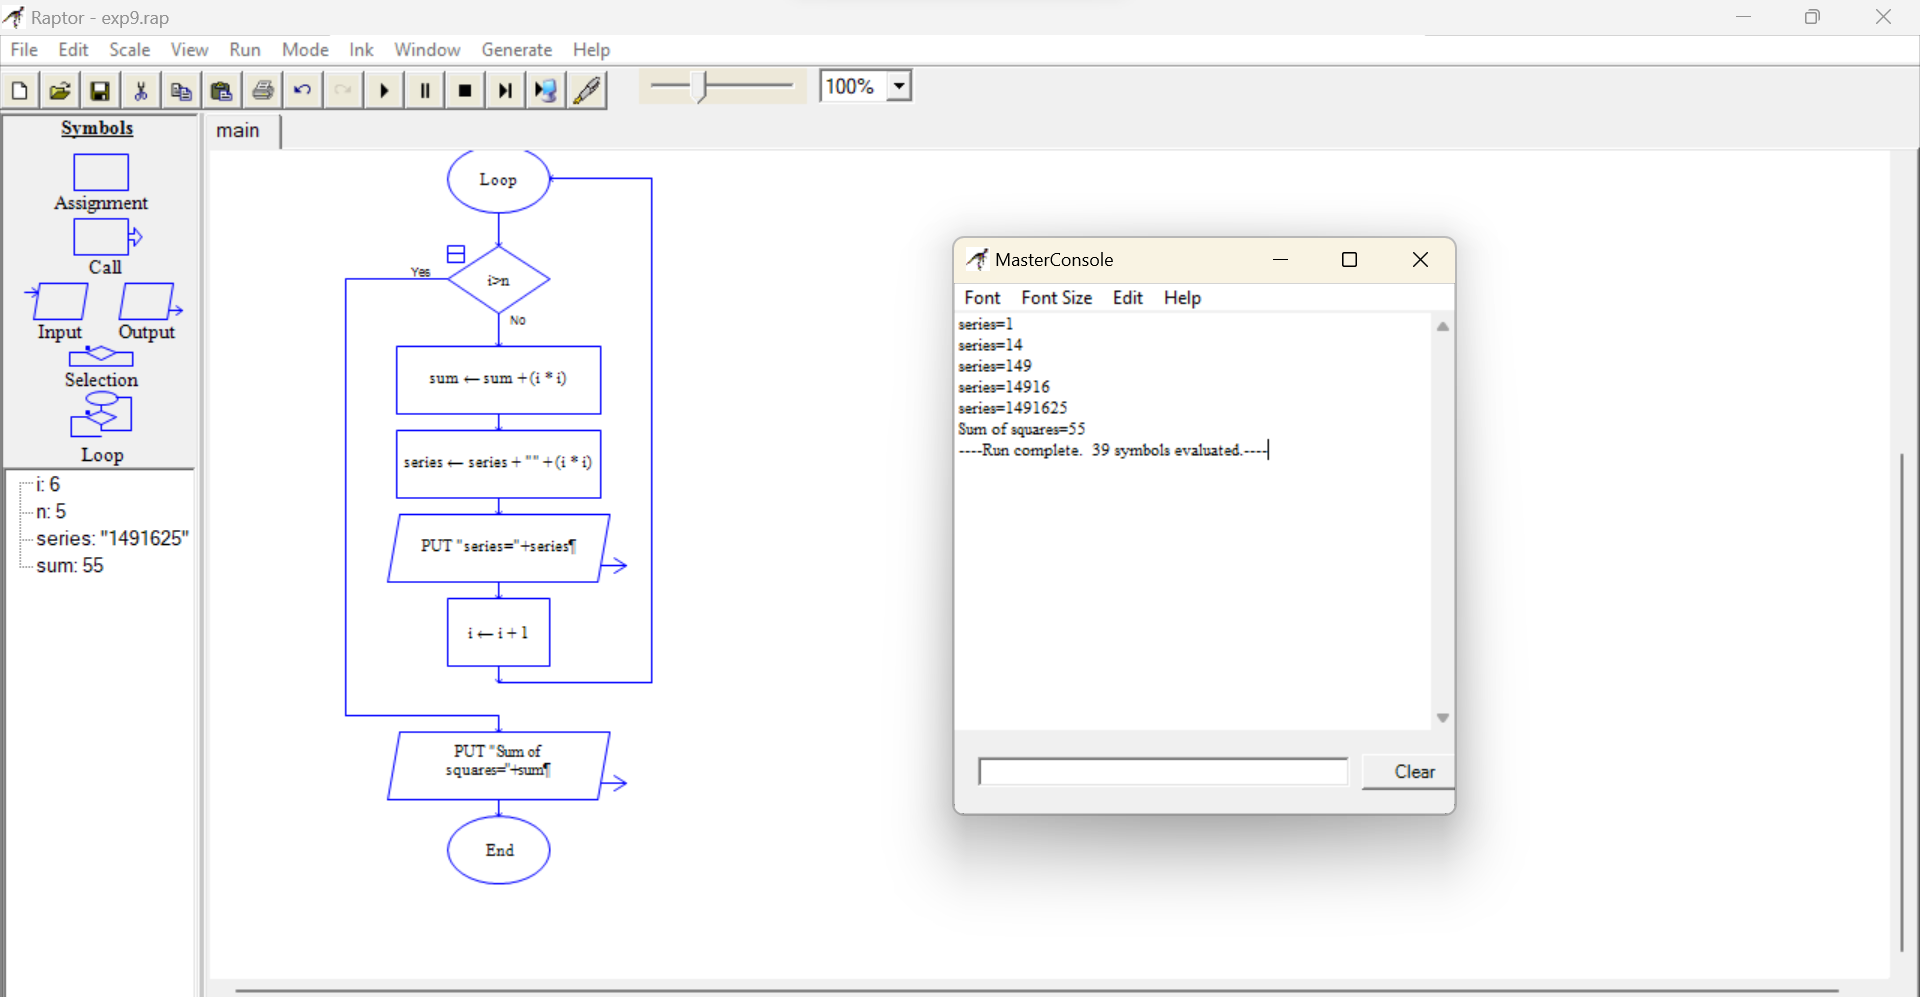 Raptor - exp9.rap
File Edit Scale View Run Mode Ink Window Generate Help
100%
Symbols
Assignment
Call
Input Output
Selection
Loop
i: 6
n: 5
series: "1491625"
sum: 55
main
Loop
i>n
Yes
No
sum ← sum + (i * i)
series ← series + "" + (i * i)
PUT "series="+series¶
i ← i + 1
PUT "Sum of
squares="+sum¶
End
MasterConsole
Font Font Size Edit Help
series=1
series=14
series=149
series=14916
series=1491625
Sum of squares=55
----Run complete.  39 symbols evaluated.----
Clear